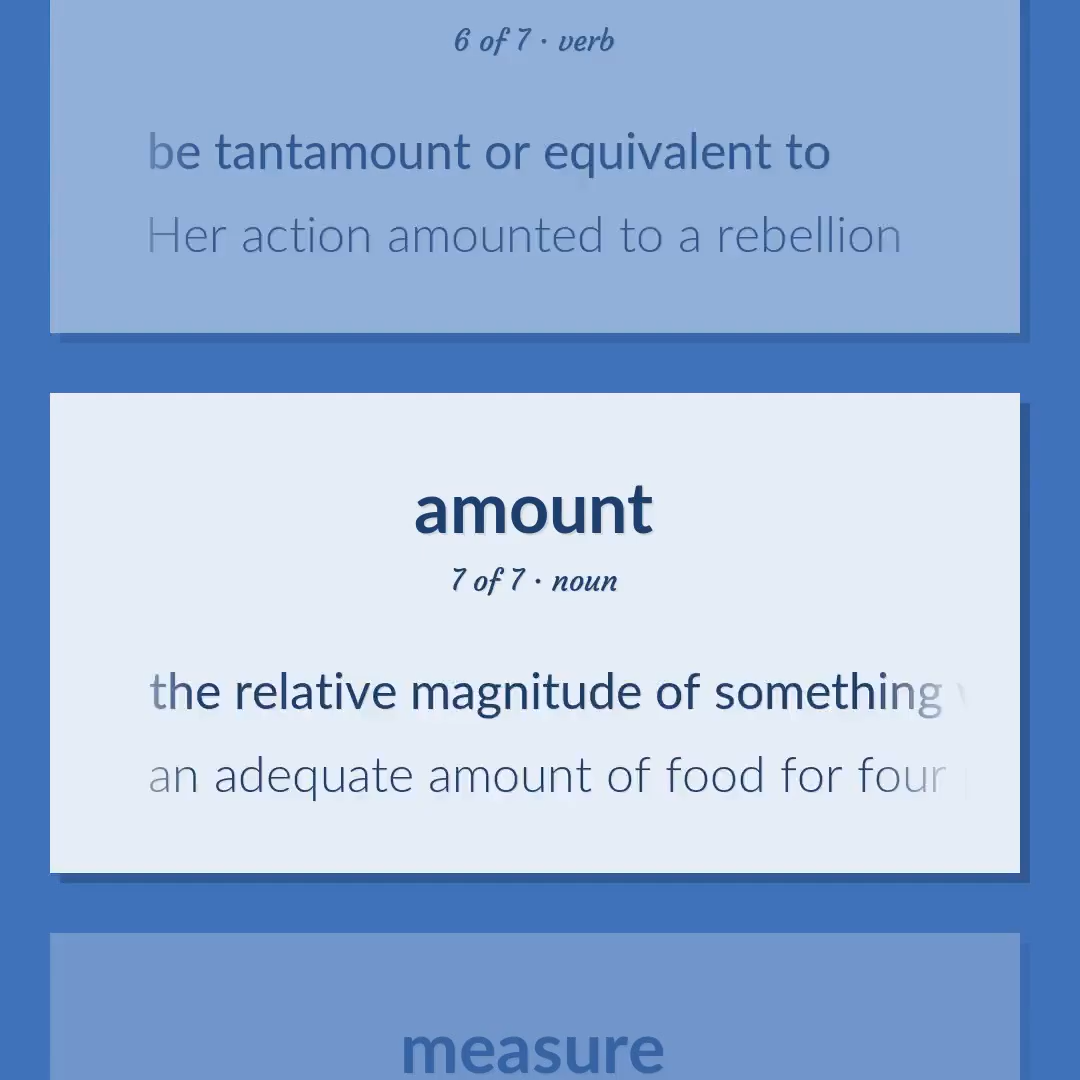 6 of 7 · verb
be tantamount or equivalent to
Her action amounted to a rebellion
amount
7 of 7 · noun
the relative magnitude of something
an adequate amount of food for four
measure